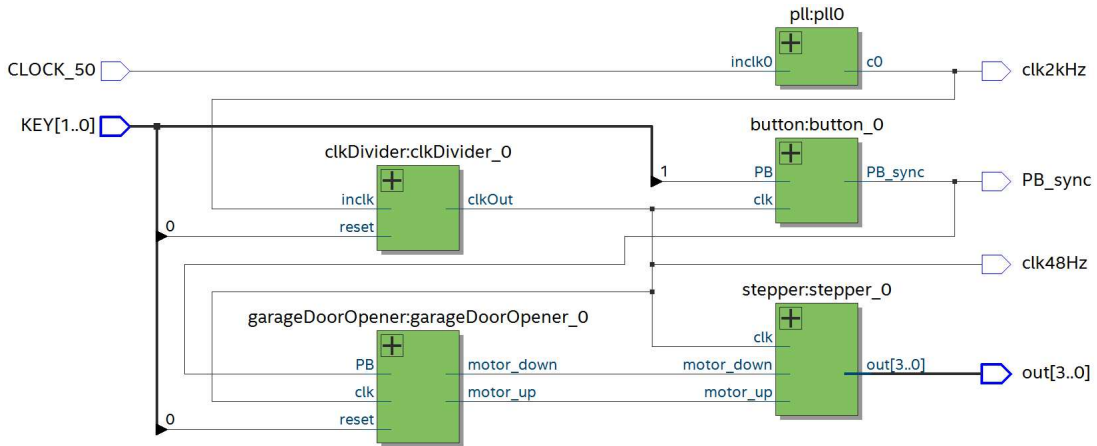 pll:pll0
CLOCK_50
inclk0
c0
clk2kHz
KEY[1..0]
button:button_0
clkDivider:clkDivider_0
1
PB
PB_sync
PB_sync
inclk
clkOut
clk
0
reset
clk48Hz
stepper:stepper_0
garageDoorOpener:garageDoorOpener_0
clk
PB
motor_down
motor_down
out[3..0]
out[3..0]
clk
motor_up
motor_up
0
reset